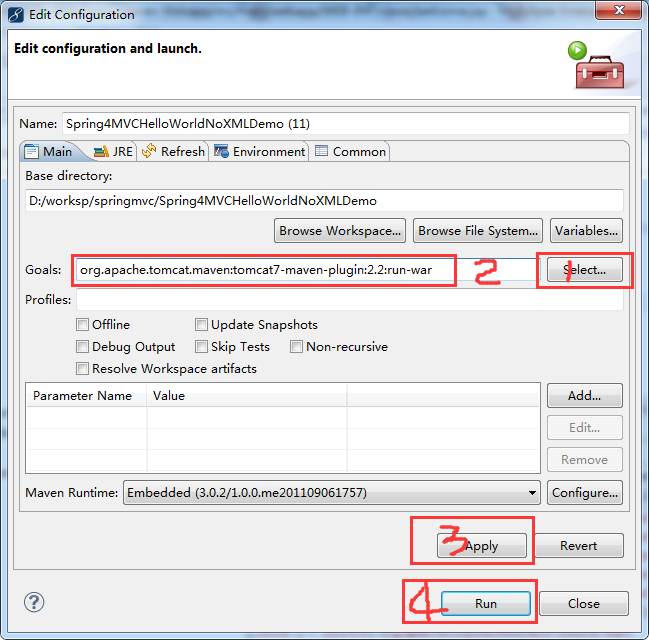 Edit Configuration
Edit configuration and launch.
Name: Spring4MVCHelloWorldNoXMLDemo (11)
Main JRE Refresh Environment Common
Base directory:
D:/worksp/springmvc/Spring4MVCHelloWorldNoXMLDemo
Browse Workspace... Browse File System... Variables...
Goals: org.apache.tomcat.maven:tomcat7-maven-plugin:2.2:run-war 2 1 Select...
Profiles:
Offline Update Snapshots
Debug Output Skip Tests Non-recursive
Resolve Workspace artifacts
Parameter Name Value Add...
Edit...
Remove
Maven Runtime: Embedded (3.0.2/1.0.0.me201109061757) Configure...
3 Apply Revert
? 4 Run Close